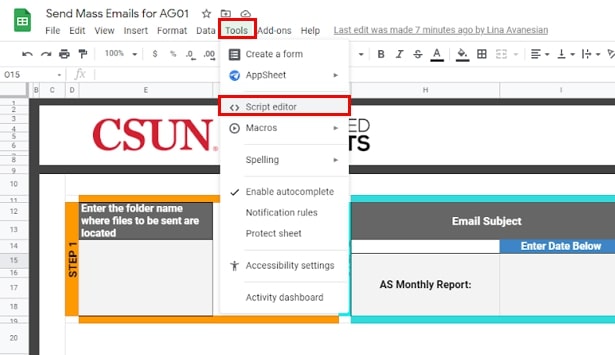 Send Mass Emails for AG01
File Edit View Insert Format Data Tools Add-ons Help Last edit was made 7 minutes ago by Lina Avanesian
100%
O15
fx
B C D E H I
Create a form
AppSheet
Script editor
Macros
Spelling
Enable autocomplete
Notification rules
Protect sheet
Accessibility settings
Activity dashboard
1
2
3
4
5
6
8
9
10
11
12
13
14
15
16
17
18
19
20
CSUN
ED
TS
STEP 1
Enter the folder name
where files to be sent are
located
Email Subject
Enter Date Below
AS Monthly Report: